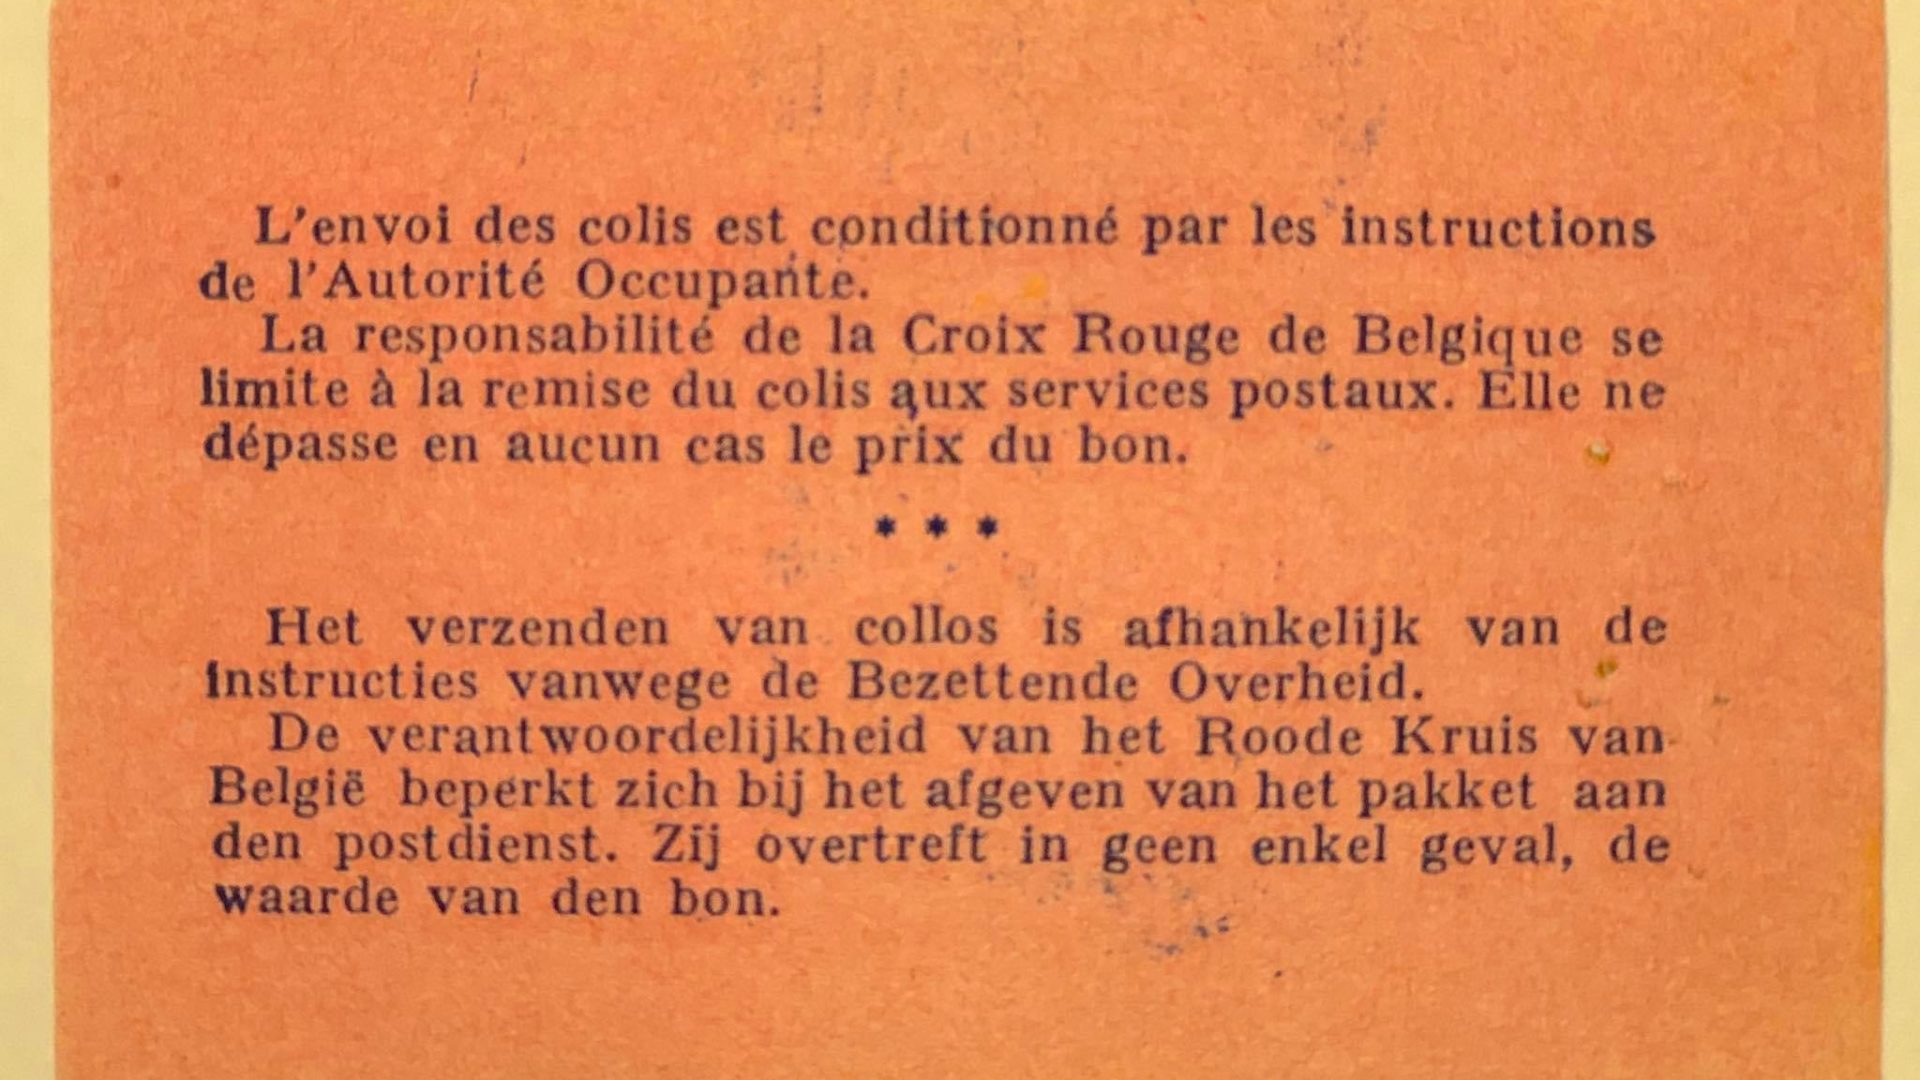 L'envoi des colis est conditionné par les instructions
de l'Autorité Occupante.
La responsabilité de la Croix Rouge de Belgique se
limite à la remise du colis aux services postaux. Elle ne
dépasse en aucun cas le prix du bon.
* * *
Het verzenden van collos is afhankelijk van de
instructies vanwege de Bezettende Overheid.
De verantwoordelijkheid van het Roode Kruis van
België beperkt zich bij het afgeven van het pakket aan
den postdienst. Zij overtreft in geen enkel geval, de
waarde van den bon.